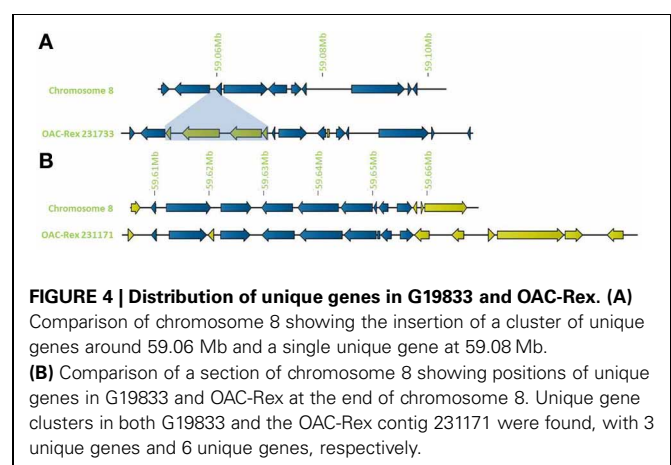 A
59.06Mb
59.08Mb
59.10Mb
Chromosome 8
OAC-Rex 231733
B
59.61Mb
59.62Mb
59.63Mb
59.64Mb
59.65Mb
59.66Mb
Chromosome 8
OAC-Rex 231171
FIGURE 4 | Distribution of unique genes in G19833 and OAC-Rex. (A)
Comparison of chromosome 8 showing the insertion of a cluster of unique
genes around 59.06 Mb and a single unique gene at 59.08 Mb.
(B) Comparison of a section of chromosome 8 showing positions of unique
genes in G19833 and OAC-Rex at the end of chromosome 8. Unique gene
clusters in both G19833 and the OAC-Rex contig 231171 were found, with 3
unique genes and 6 unique genes, respectively.